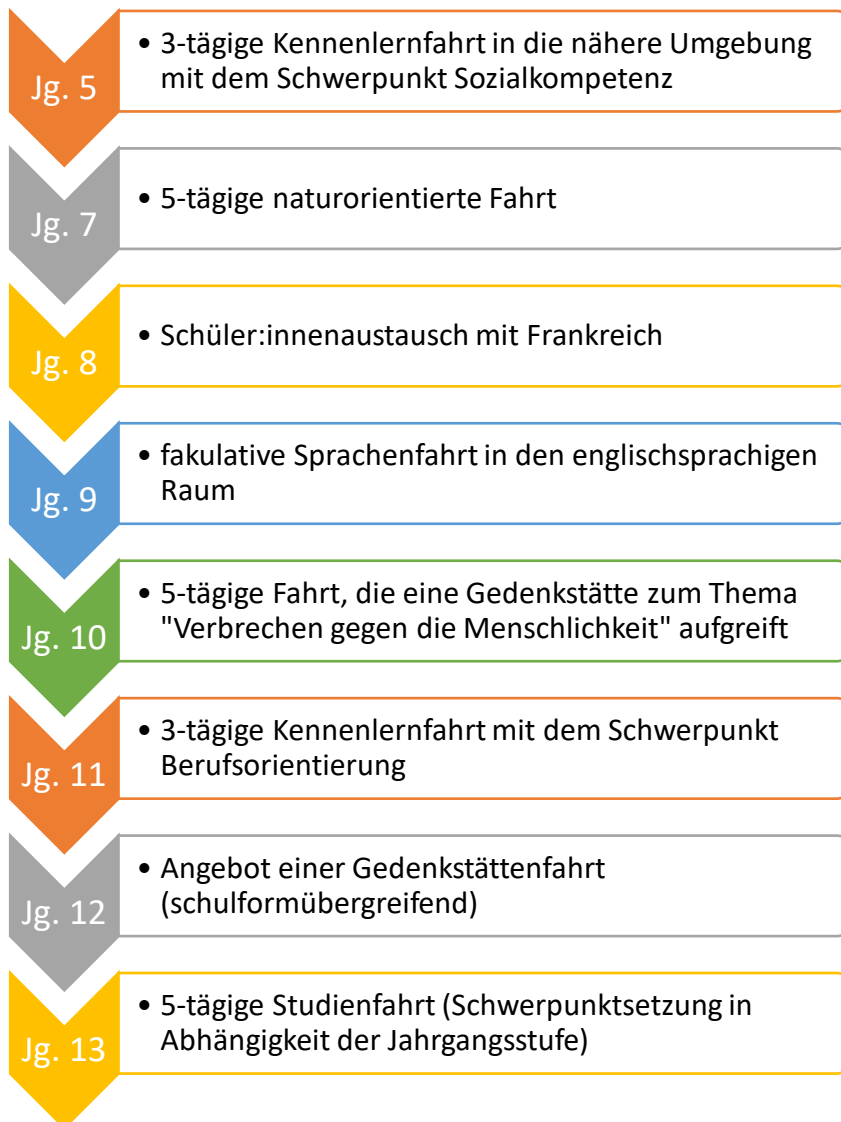 Jg. 5
• 3-tägige Kennenlernfahrt in die nähere Umgebung
mit dem Schwerpunkt Sozialkompetenz
Jg. 7
• 5-tägige naturorientierte Fahrt
Jg. 8
• Schüler:innenaustausch mit Frankreich
Jg. 9
• fakulative Sprachenfahrt in den englischsprachigen
Raum
Jg. 10
• 5-tägige Fahrt, die eine Gedenkstätte zum Thema
"Verbrechen gegen die Menschlichkeit" aufgreift
Jg. 11
• 3-tägige Kennenlernfahrt mit dem Schwerpunkt
Berufsorientierung
Jg. 12
• Angebot einer Gedenkstättenfahrt
(schulformübergreifend)
Jg. 13
• 5-tägige Studienfahrt (Schwerpunktsetzung in
Abhängigkeit der Jahrgangsstufe)